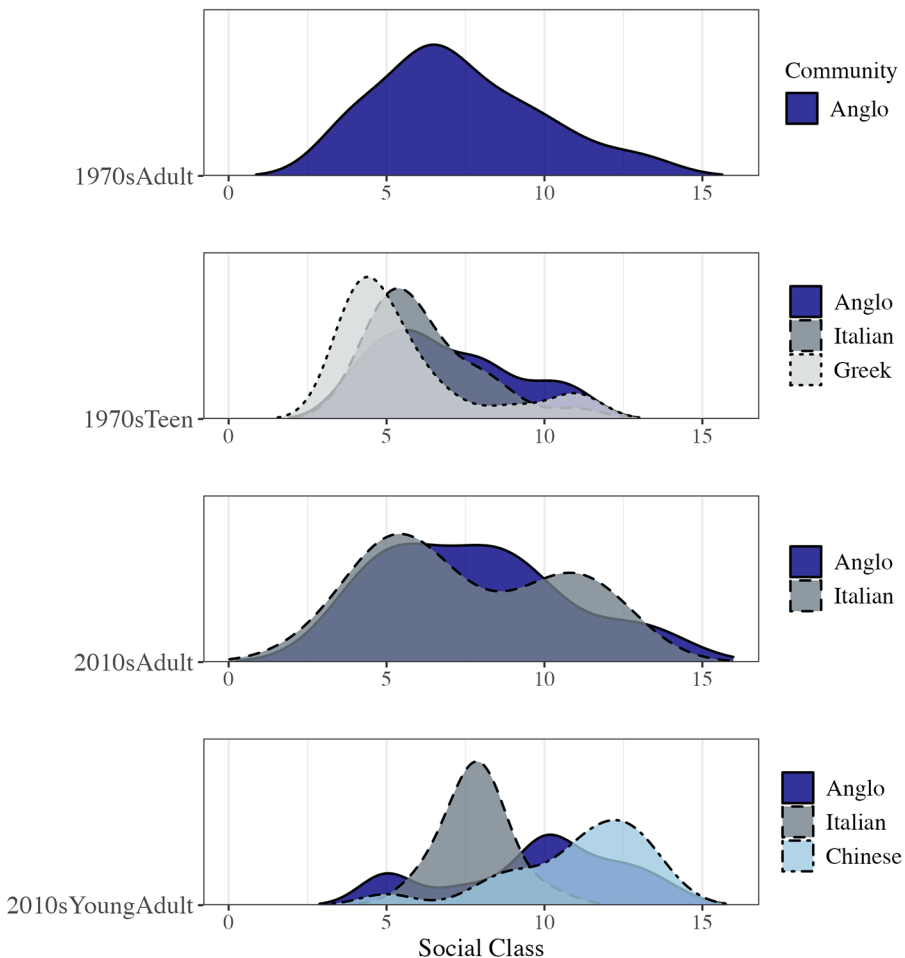 Community
Anglo
1970sAdult
0 5 10 15
Anglo
Italian
Greek
1970sTeen
0 5 10 15
Anglo
Italian
2010sAdult
0 5 10 15
Anglo
Italian
Chinese
2010sYoungAdult
0 5 10 15
Social Class